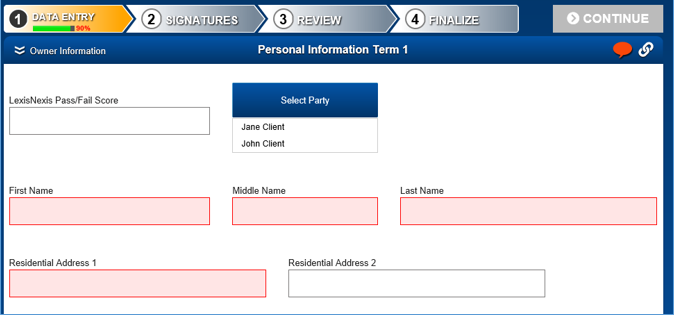 1 DATA ENTRY 2 SIGNATURES 3 REVIEW 4 FINALIZE CONTINUE
90%
Owner Information Personal Information Term 1
LexisNexis Pass/Fail Score Select Party
Jane Client
John Client
First Name Middle Name Last Name
Residential Address 1 Residential Address 2